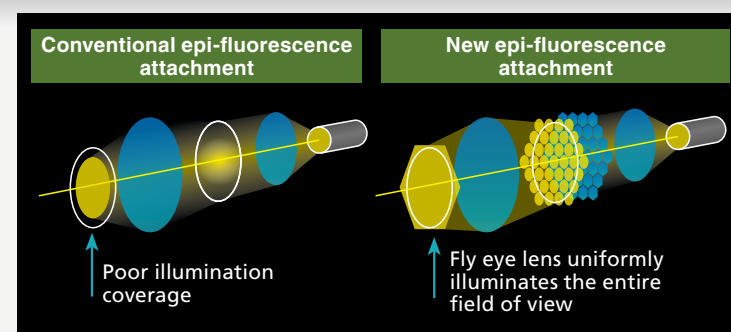 Conventional epi-fluorescence
attachment
New epi-fluorescence
attachment
Poor illumination
coverage
Fly eye lens uniformly
illuminates the entire
field of view